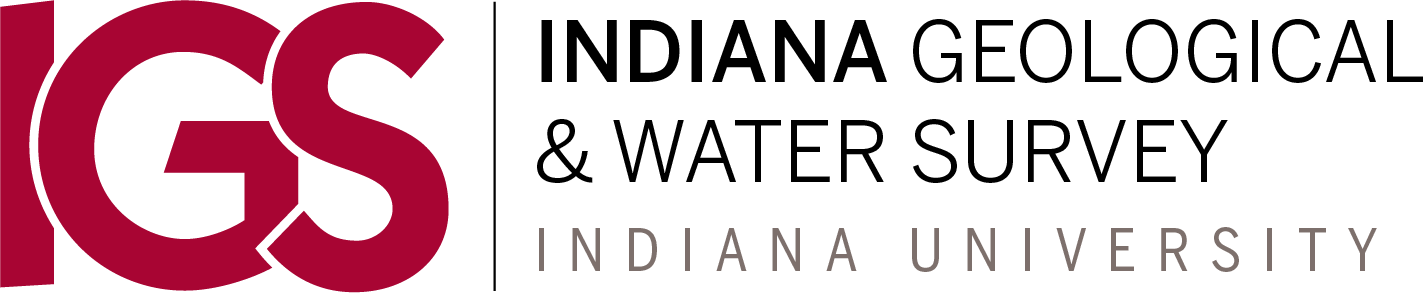 IGS
INDIANA GEOLOGICAL
& WATER SURVEY
INDIANA UNIVERSITY